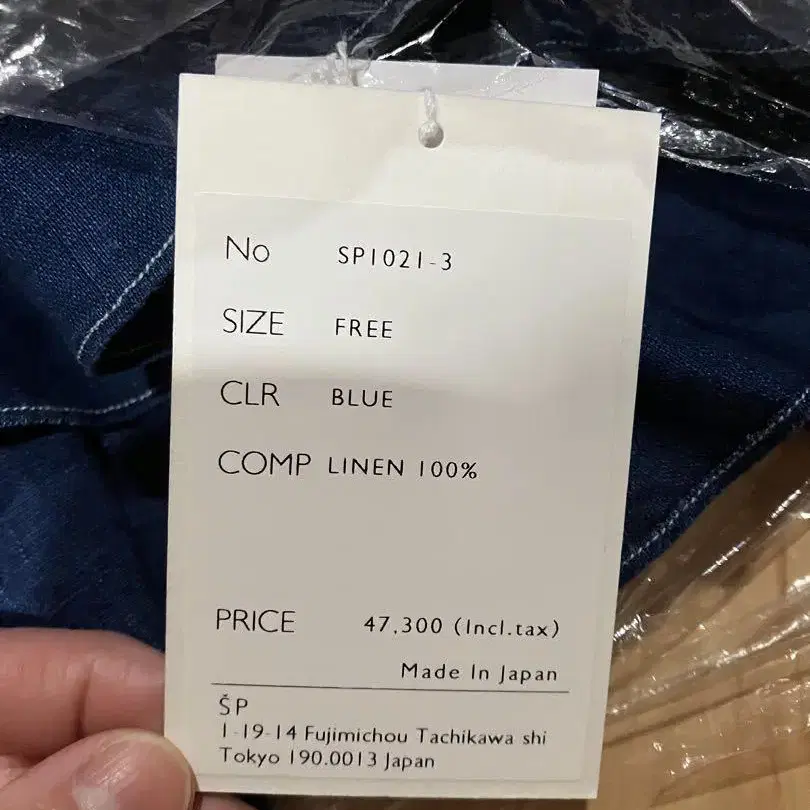 No SP1021-3
SIZE FREE
CLR BLUE
COMP LINEN 100%
PRICE 47,300 (Incl.tax)
Made In Japan
ŠP
1-19-14 Fujimichou Tachikawa shi
Tokyo 190.0013 Japan